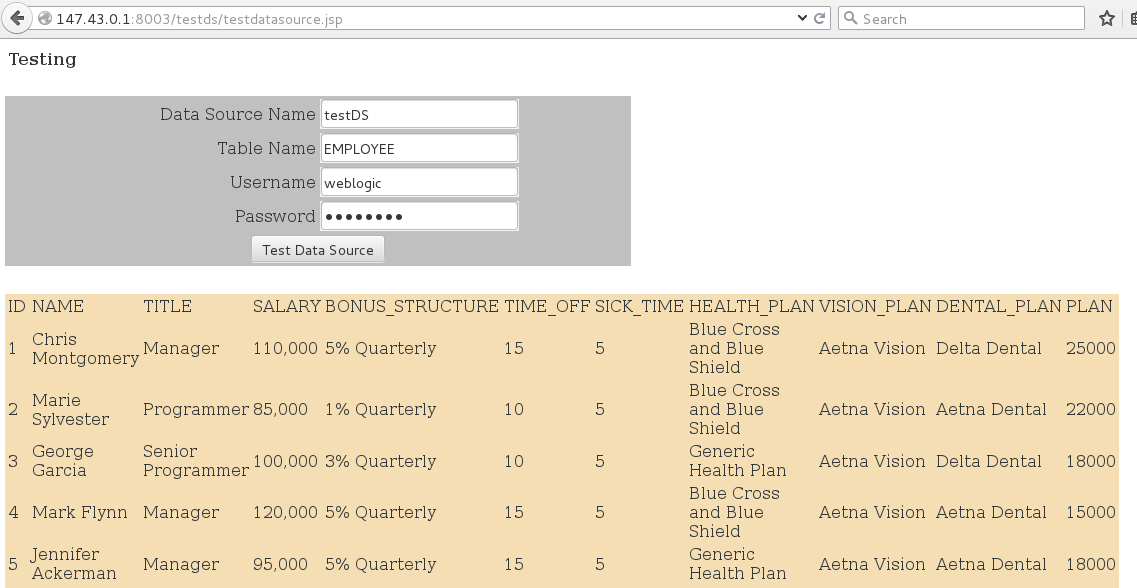 147.43.0.1:8003/testds/testdatasource.jsp Search
Testing
Data Source Name testDS
Table Name EMPLOYEE
Username weblogic
Password ••••••••
Test Data Source
ID NAME TITLE SALARY BONUS_STRUCTURE TIME_OFF SICK_TIME HEALTH_PLAN VISION_PLAN DENTAL_PLAN PLAN
1 Chris Montgomery Manager 110,000 5% Quarterly 15 5 Blue Cross and Blue Shield Aetna Vision Delta Dental 25000
2 Marie Sylvester Programmer 85,000 1% Quarterly 10 5 Blue Cross and Blue Shield Aetna Vision Aetna Dental 22000
3 George Garcia Senior Programmer 100,000 3% Quarterly 10 5 Generic Health Plan Aetna Vision Delta Dental 18000
4 Mark Flynn Manager 120,000 5% Quarterly 15 5 Blue Cross and Blue Shield Aetna Vision Aetna Dental 15000
5 Jennifer Ackerman Manager 95,000 5% Quarterly 15 5 Generic Health Plan Aetna Vision Aetna Dental 18000